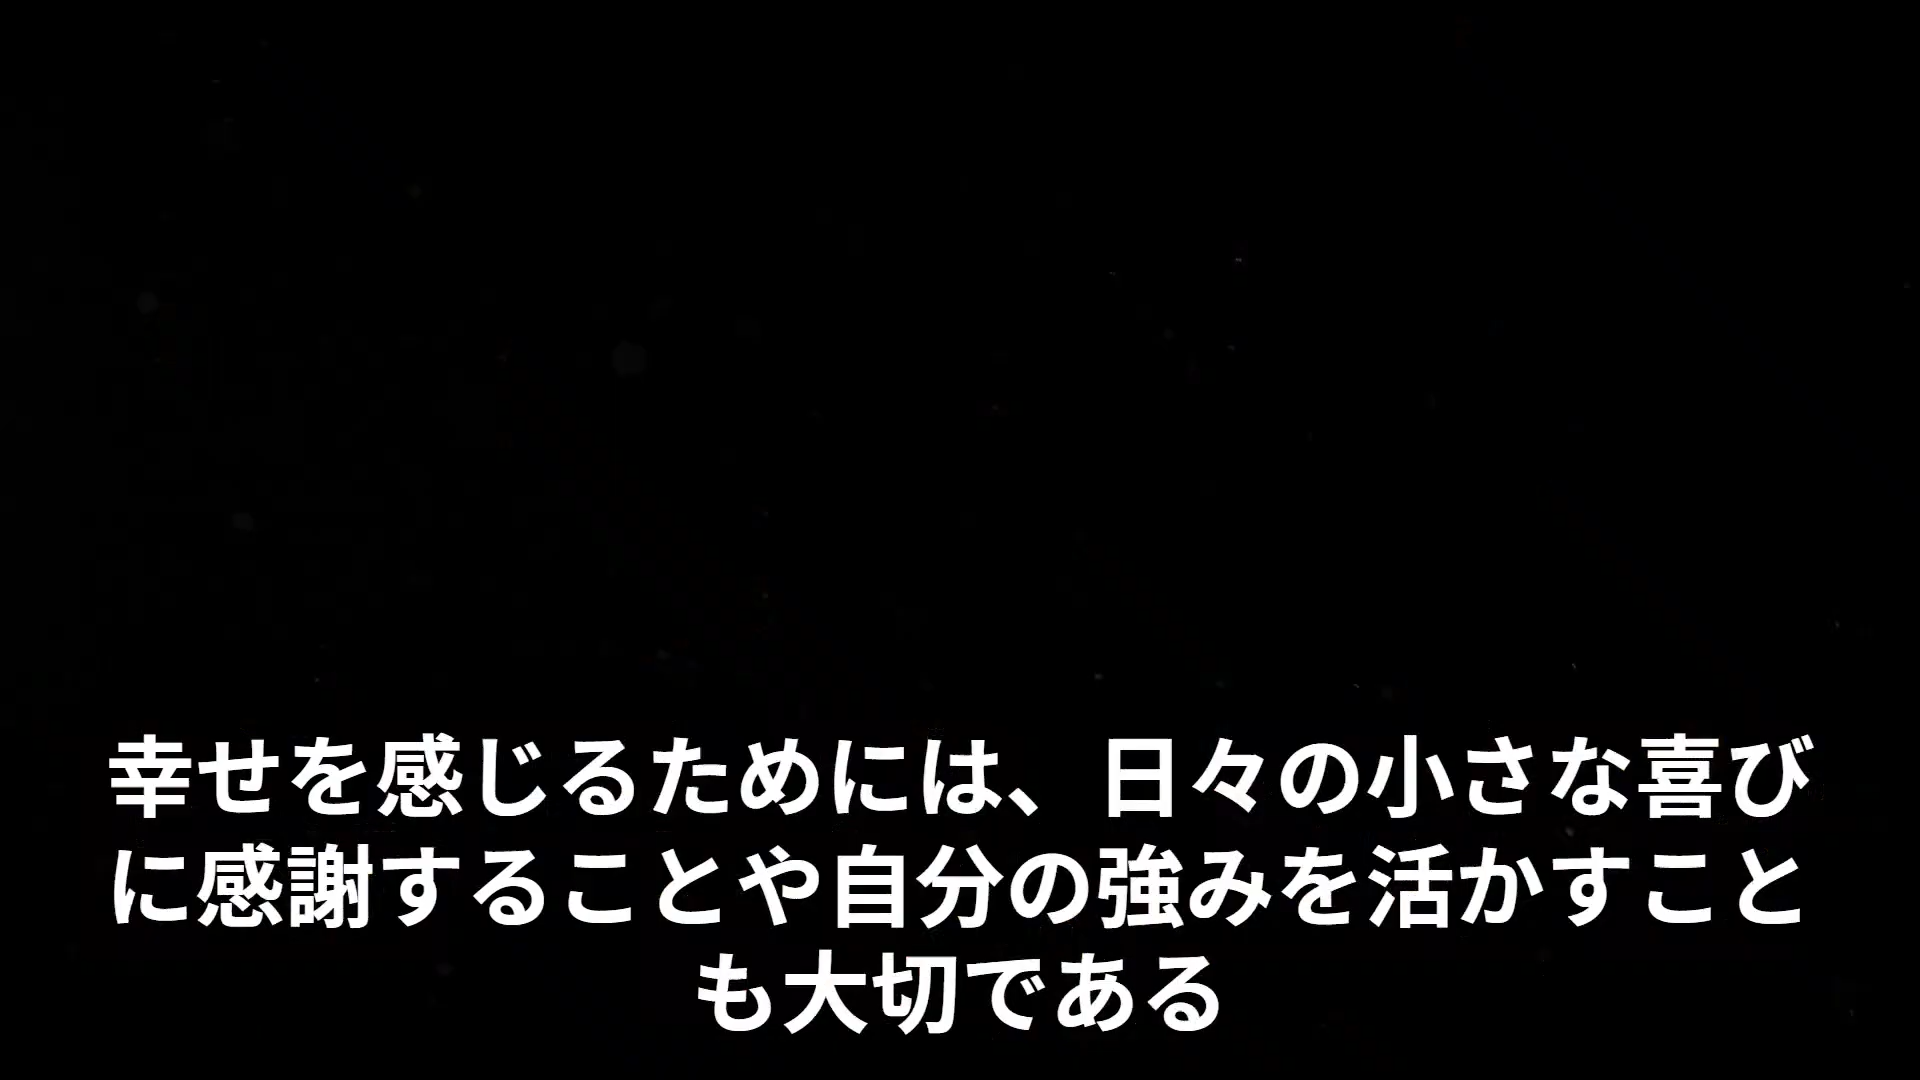 幸せを感じるためには、日々の小さな喜び
に感謝することや自分の強みを活かすこと
も大切である